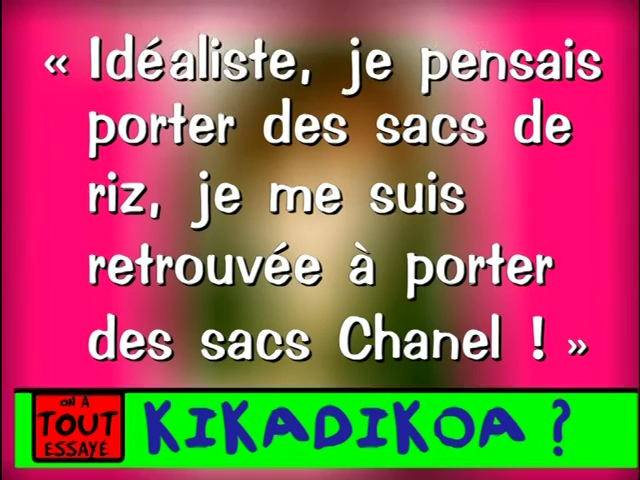 « Idéaliste, je pensais
porter des sacs de
riz, je me suis
retrouvée à porter
des sacs Chanel ! »
ON A
TOUT
ESSAYÉ
KIKADIKOA ?